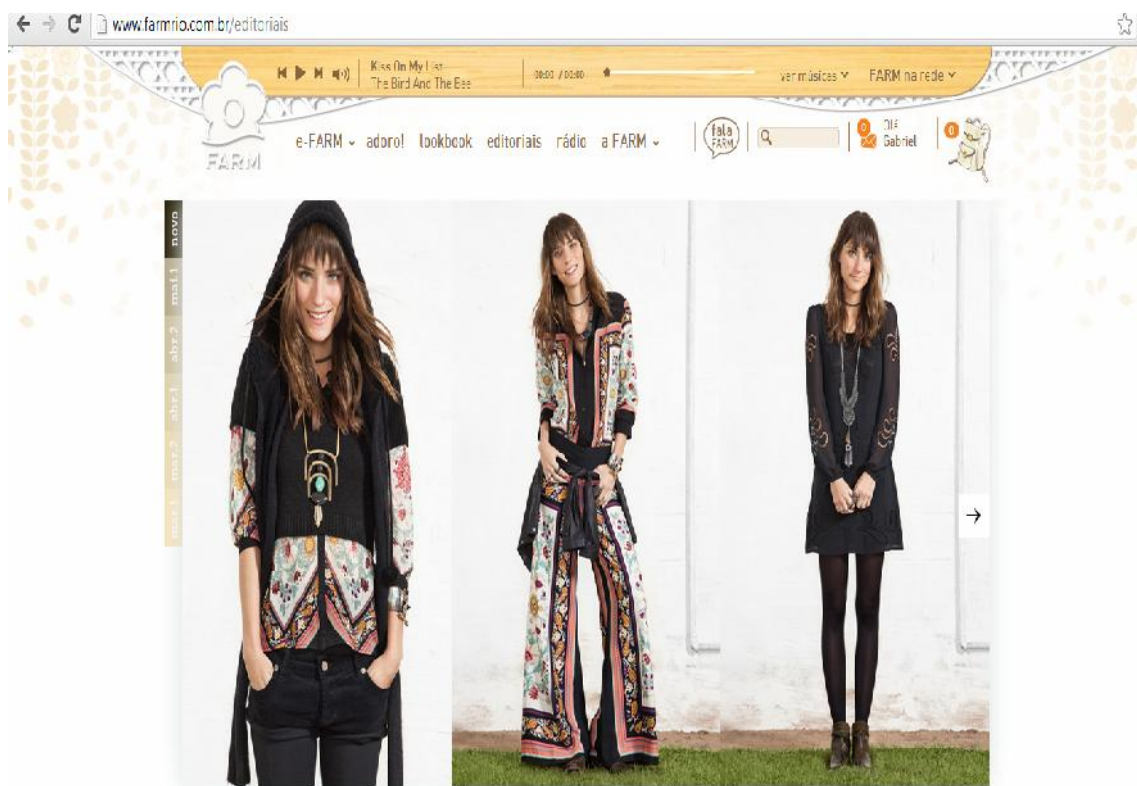 www.farmrio.com.br/editoriais
Kiss On My List
The Bird And The Bee
00:00 / 00:00
ver músicas
FARM na rede
FARM
e-FARM adoro! lookbook editoriais rádio a FARM
fala
FARM
0
Olá
Gabriel
0
novo
mai.1
abr.2
abr.1
mar.2
mar.1